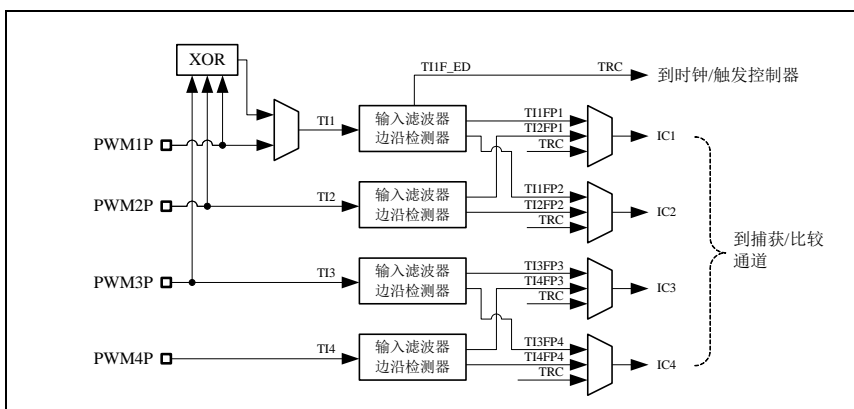 XOR
TI1F_ED
TRC
到时钟/触发控制器
PWM1P
TI1
输入滤波器
边沿检测器
TI1FP1
TI2FP1
TRC
IC1
PWM2P
TI2
输入滤波器
边沿检测器
TI1FP2
TI2FP2
TRC
IC2
到捕获/比较
通道
PWM3P
TI3
输入滤波器
边沿检测器
TI3FP3
TI4FP3
TRC
IC3
PWM4P
TI4
输入滤波器
边沿检测器
TI3FP4
TI4FP4
TRC
IC4